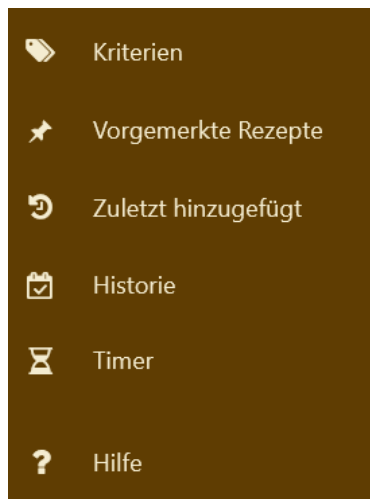 Kriterien
Vorgemerkte Rezepte
Zuletzt hinzugefügt
Historie
Timer
Hilfe